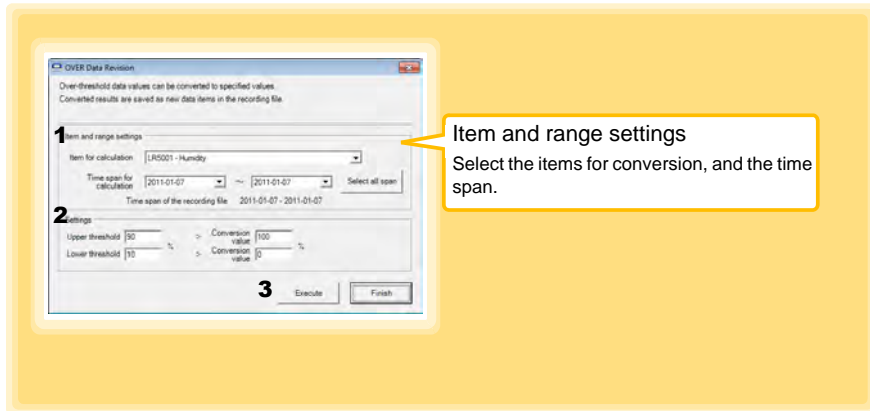 OVER Data Revision
Over-threshold data values can be converted to specified values.
Converted results are saved as new data items in the recording file.
1
Item and range settings
Item for calculation LR5001 - Humidity
Time span for calculation 2011-01-07 ~ 2011-01-07 Select all span
Time span of the recording file 2011-01-07 - 2011-01-07
2
Settings
Upper threshold 90 % > Conversion value 100 %
Lower threshold 10 > Conversion value 0
3 Execute Finish
Item and range settings
Select the items for conversion, and the time
span.